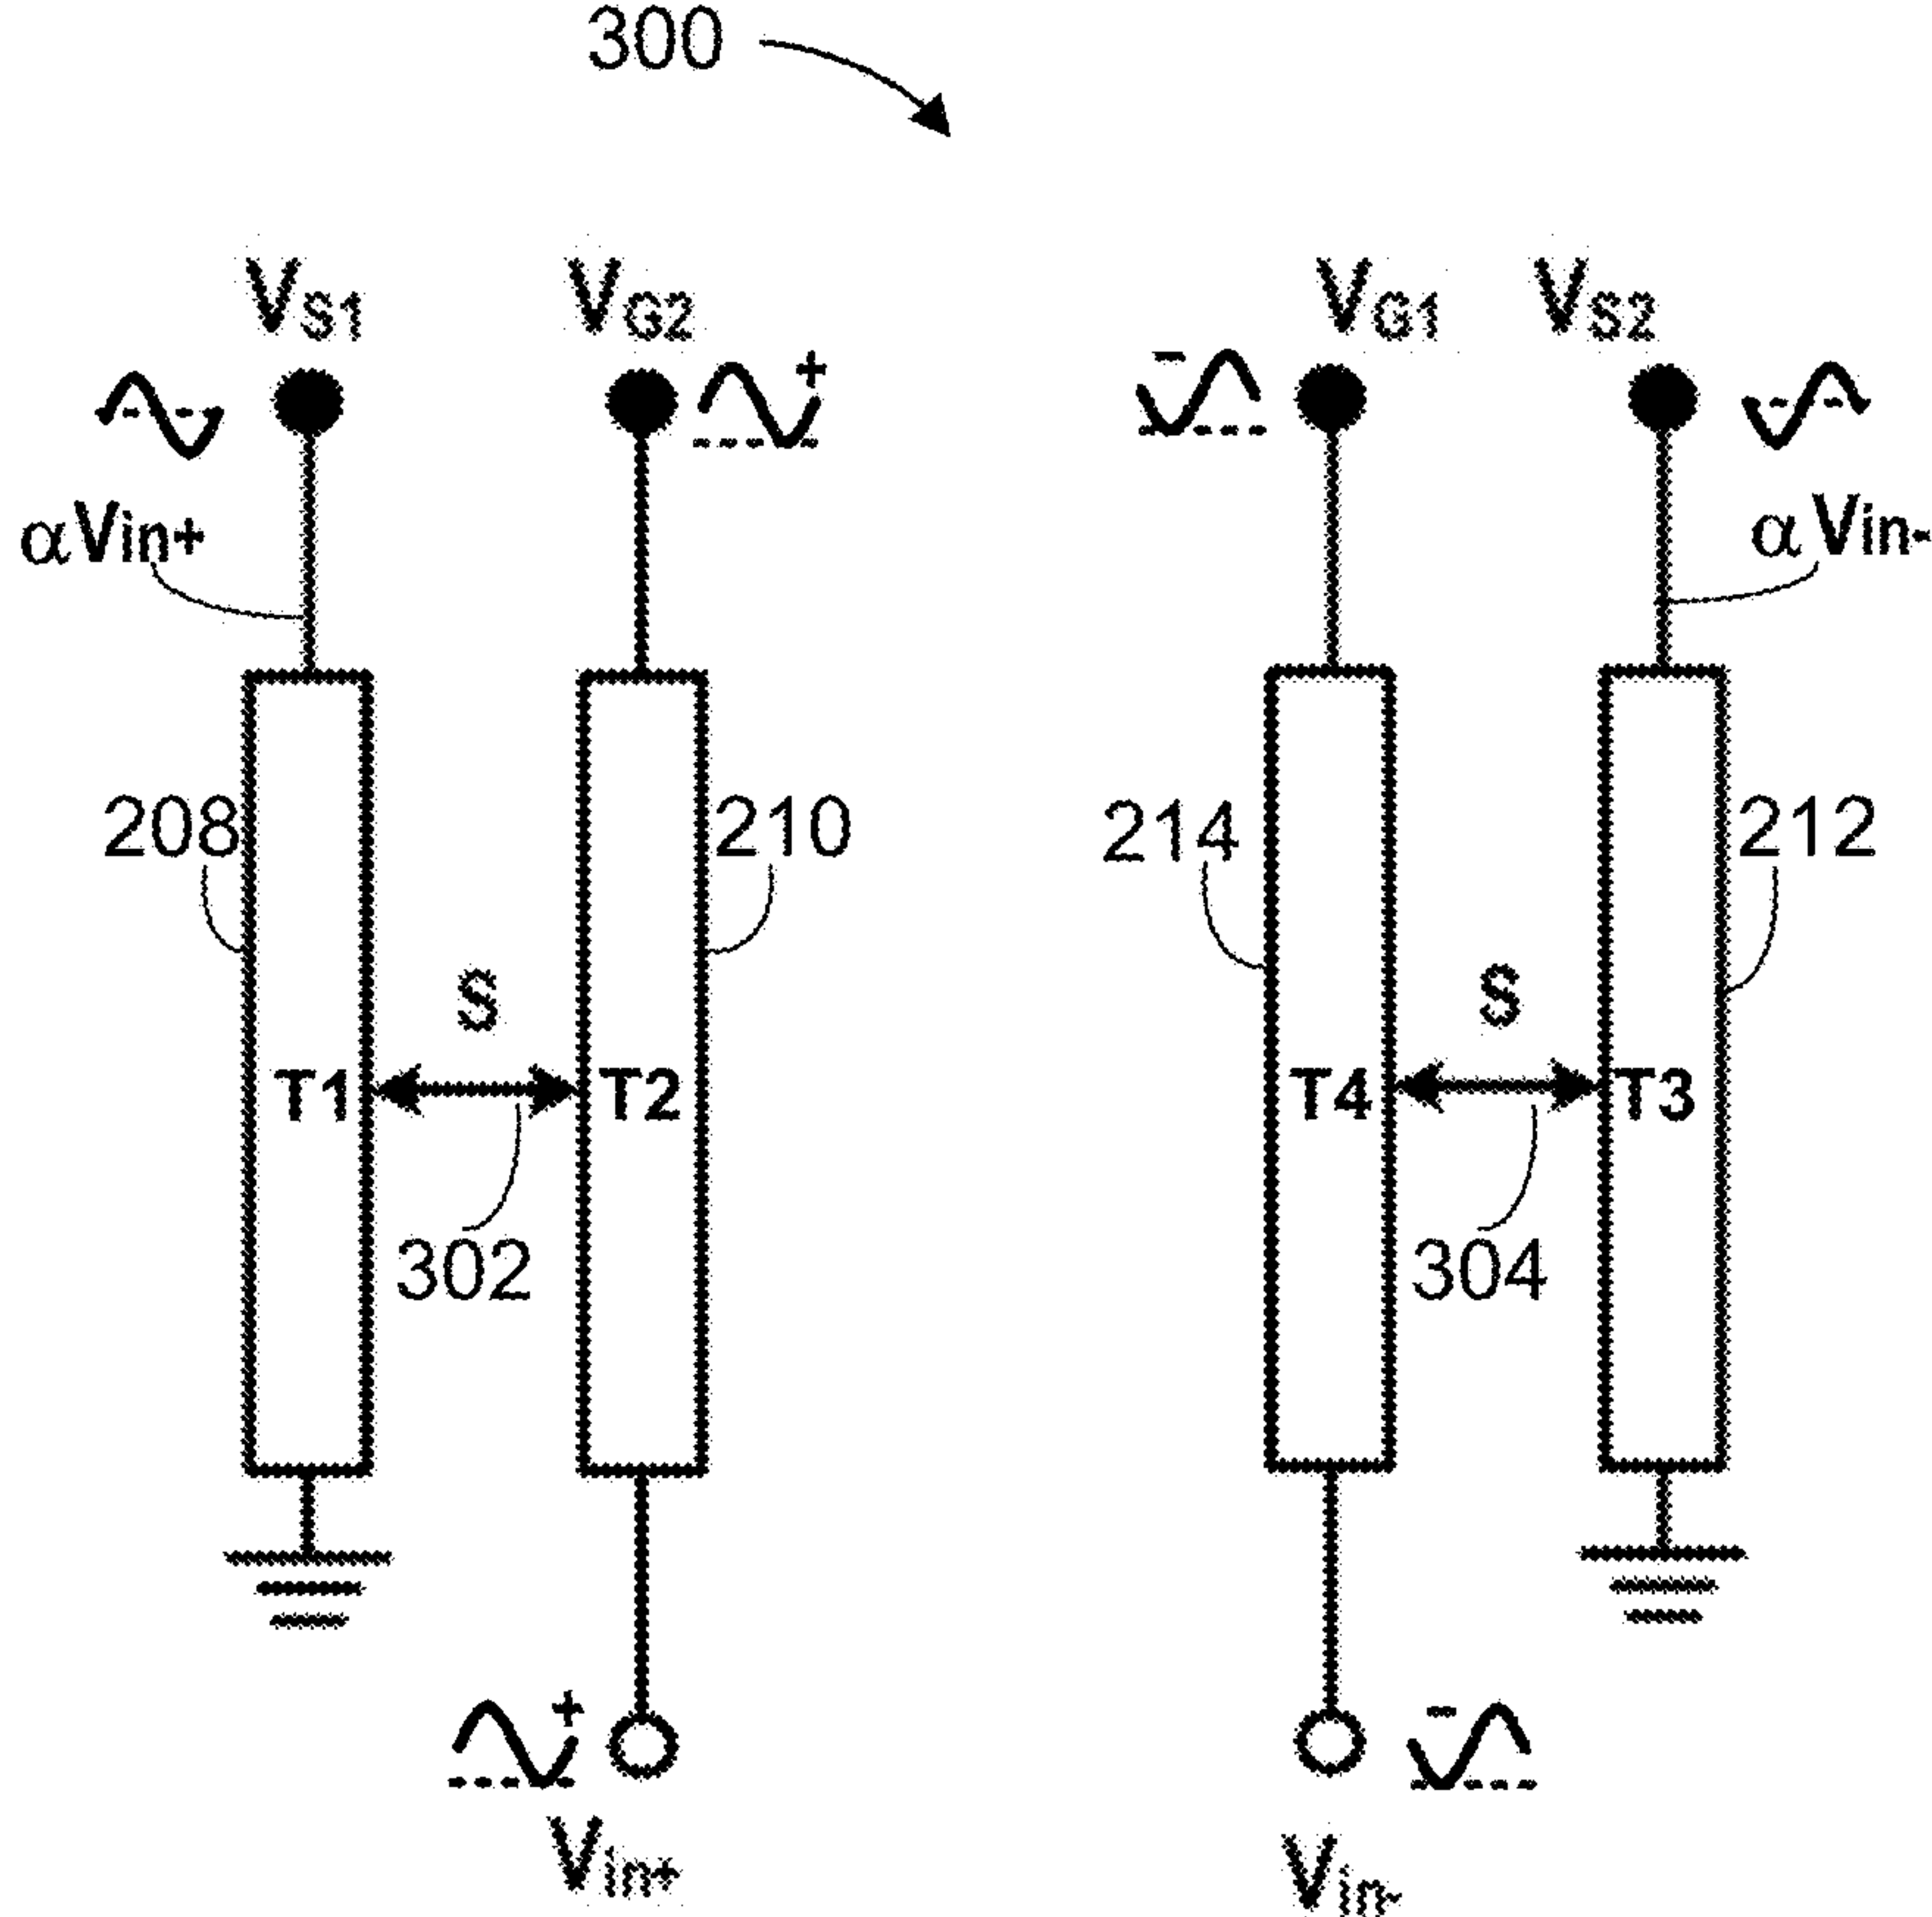 300
VS1 VG2 VG1 VS2
+ -
αVin+ αVin-
208 210 214 212
S S
T1 T2 T4 T3
302 304
+ -
Vin+ Vin-